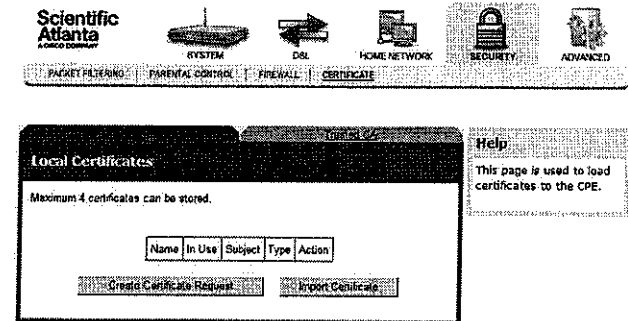 Scientific
Atlanta
A CISCO COMPANY
SYSTEM
DSL
HOME NETWORK
SECURITY
ADVANCED
PACKET FILTERING | PARENTAL CONTROL | FIREWALL | CERTIFICATE
Trusted CA
Local Certificates
Maximum 4 certificates can be stored.
Name In Use Subject Type Action
Create Certificate Request
Import Certificate
Help
This page is used to load
certificates to the CPE.